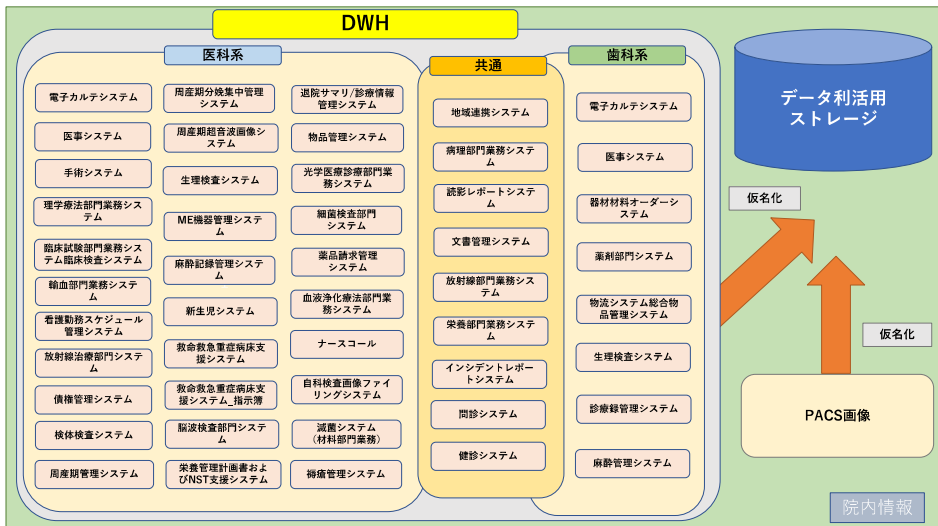 DWH
医科系
電子カルテシステム
医事システム
手術システム
理学療法部門業務シス
テム
臨床試験部門業務シス
テム臨床検査システム
輸血部門業務システ
ム
看護勤務スケジュール
管理システム
放射線治療部門システ
ム
債権管理システム
検体検査システム
周産期管理システム
周産期分娩集中管理
システム
周産期超音波画像シ
ステム
生理検査システム
ME機器管理システ
ム
麻酔記録管理システ
ム
新生児システム
救命救急重症病床支
援システム
救命救急重症病床支
援システム_指示簿
脳波検査部門システ
ム
栄養管理計画書およ
びNST支援システム
退院サマリ/診療情報
管理システム
物品管理システム
光学医療診療部門業
務システム
細菌検査部門
システム
薬品請求管理
システム
血液浄化療法部門業
務システム
ナースコール
自科検査画像ファイ
リングシステム
滅菌システム
（材料部門業務）
褥瘡管理システム
共通
地域連携システム
病理部門業務システ
ム
読影レポートシステ
ム
文書管理システム
放射線部門業務シス
テム
栄養部門業務システ
ム
インシデントレポー
トシステム
問診システム
健診システム
歯科系
電子カルテシステム
医事システム
器材材料オーダーシ
ステム
薬剤部門システム
物流システム総合物
品管理システム
生理検査システム
診療録管理システム
麻酔管理システム
データ利活用
ストレージ
仮名化
仮名化
PACS画像
院内情報